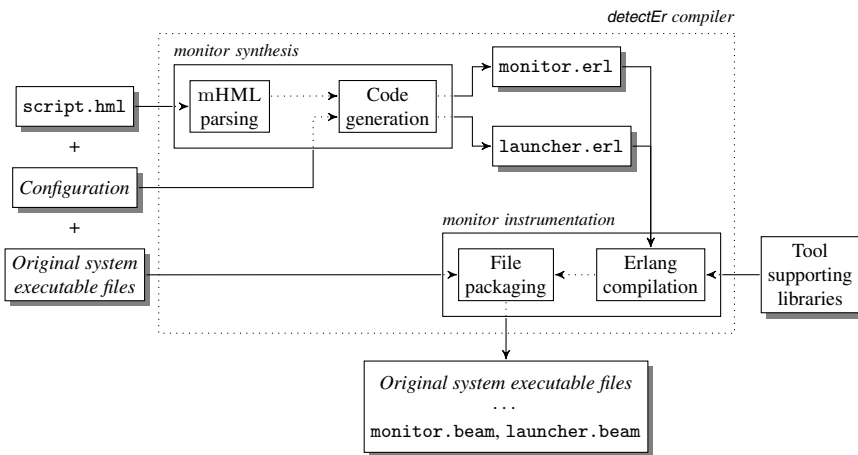 detectEr compiler
monitor synthesis
mHML
parsing
Code
generation
monitor.erl
launcher.erl
script.hml
+
Configuration
+
Original system
executable files
monitor instrumentation
File
packaging
Erlang
compilation
Tool
supporting
libraries
Original system executable files
...
monitor.beam, launcher.beam